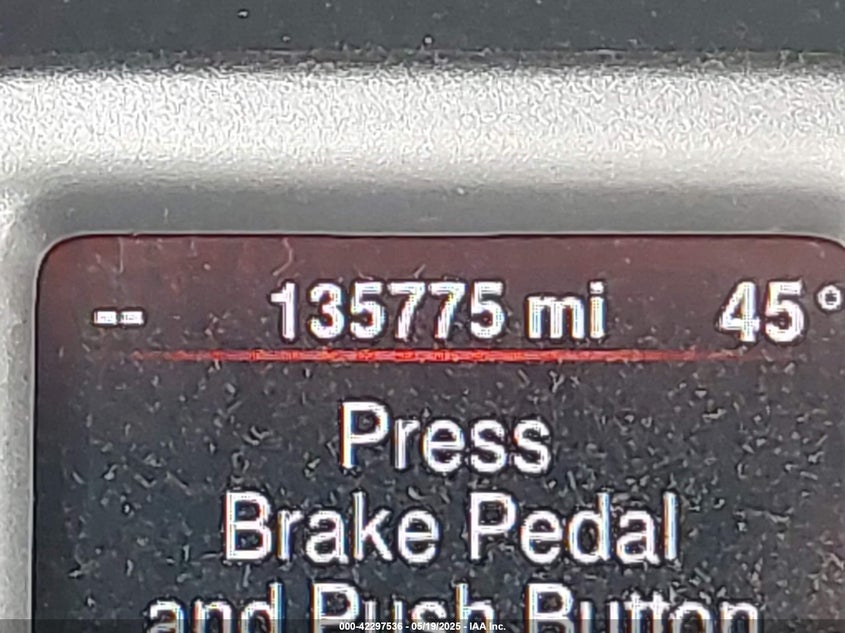 -- 135775 mi 45°
Press
Brake Pedal
and Push Button
000-42297536 - 05/19/2025 - IAA Inc.